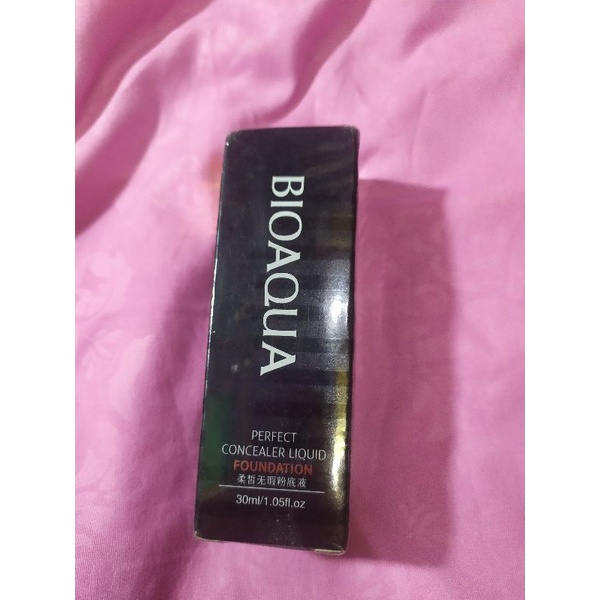 BIOAQUA
PERFECT
CONCEALER LIQUID
FOUNDATION
柔皙无瑕粉底液
30ml/1.05fl.oz